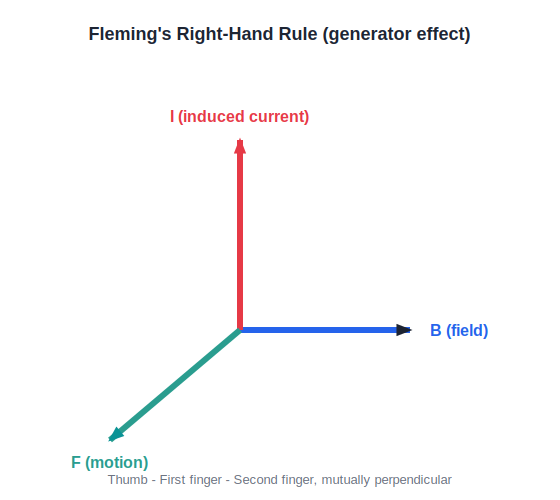 Fleming's Right-Hand Rule (generator effect)
I (induced current)
B (field)
F (motion)
Thumb - First finger - Second finger, mutually perpendicular